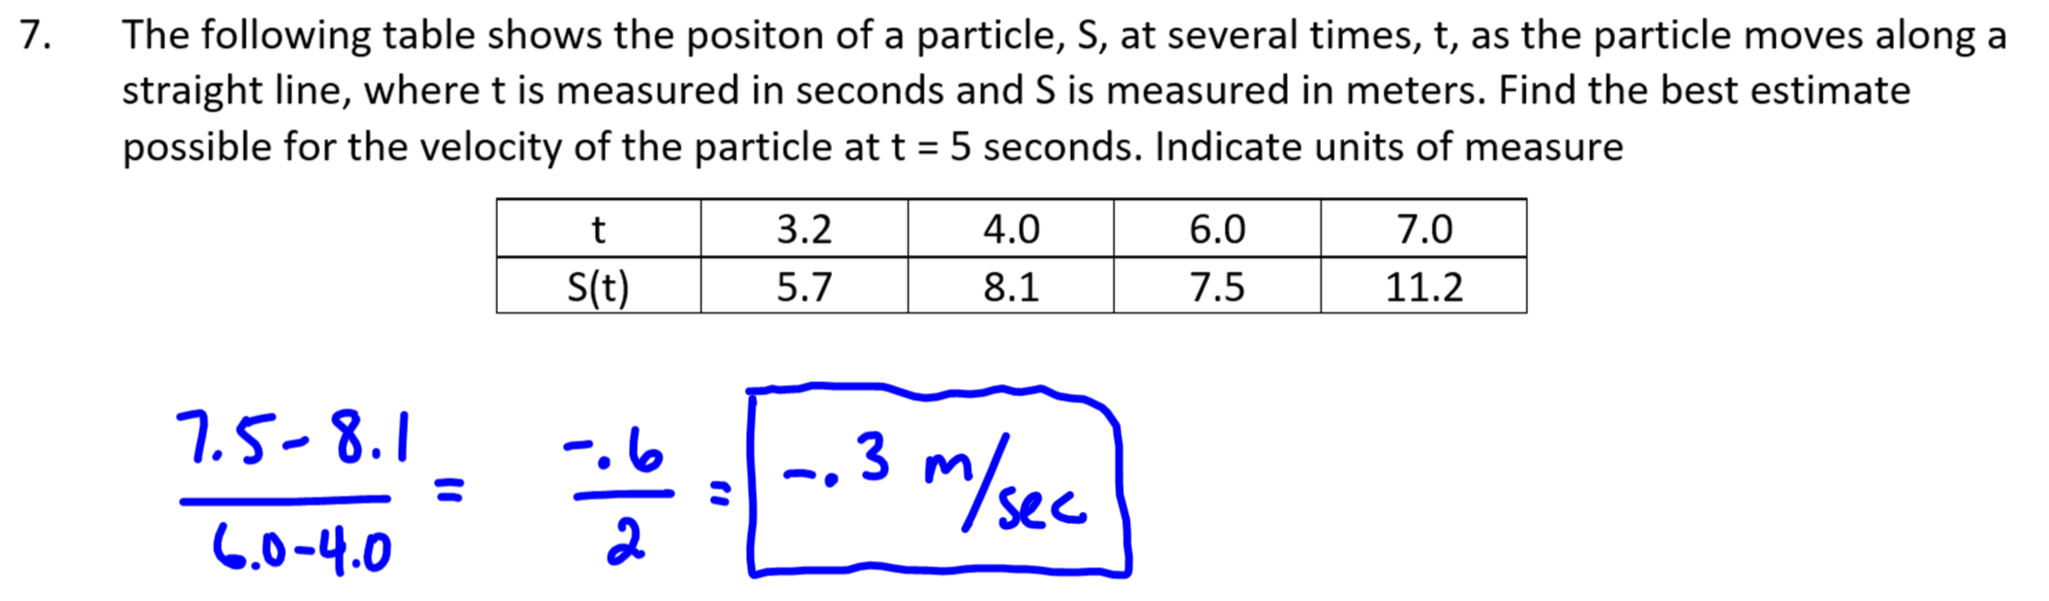 7. The following table shows the positon of a particle, S, at several times, t, as the particle moves along a
straight line, where t is measured in seconds and S is measured in meters. Find the best estimate
possible for the velocity of the particle at t = 5 seconds. Indicate units of measure
t 3.2 4.0 6.0 7.0
S(t) 5.7 8.1 7.5 11.2
7.5-8.1
6.0-4.0
=
-.6
2
=
-.3 m/sec